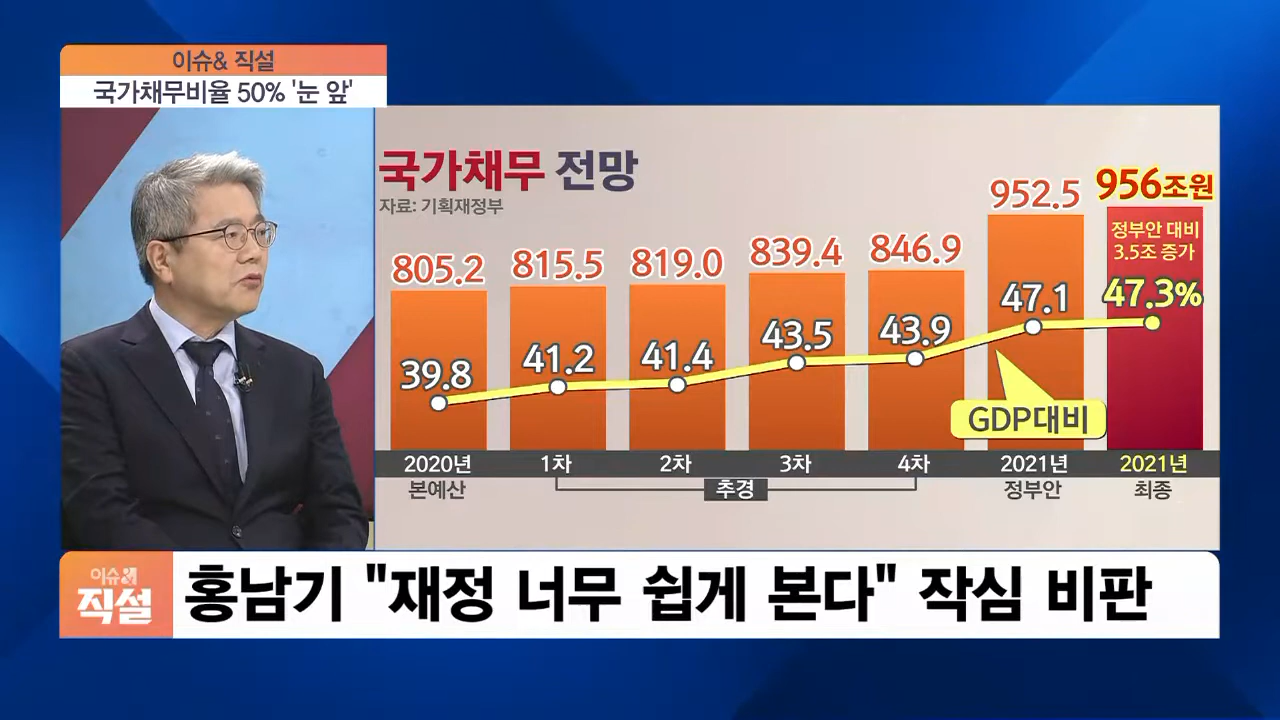 이슈& 직설
국가채무비율 50% '눈 앞'
국가채무 전망
자료: 기획재정부
805.2 815.5 819.0 839.4 846.9 952.5 956조원
정부안 대비
3.5조 증가
39.8 41.2 41.4 43.5 43.9 47.1 47.3%
GDP대비
2020년 1차 2차 3차 4차 2021년 2021년
본예산 추경 정부안 최종
이슈&
직설
홍남기 "재정 너무 쉽게 본다" 작심 비판